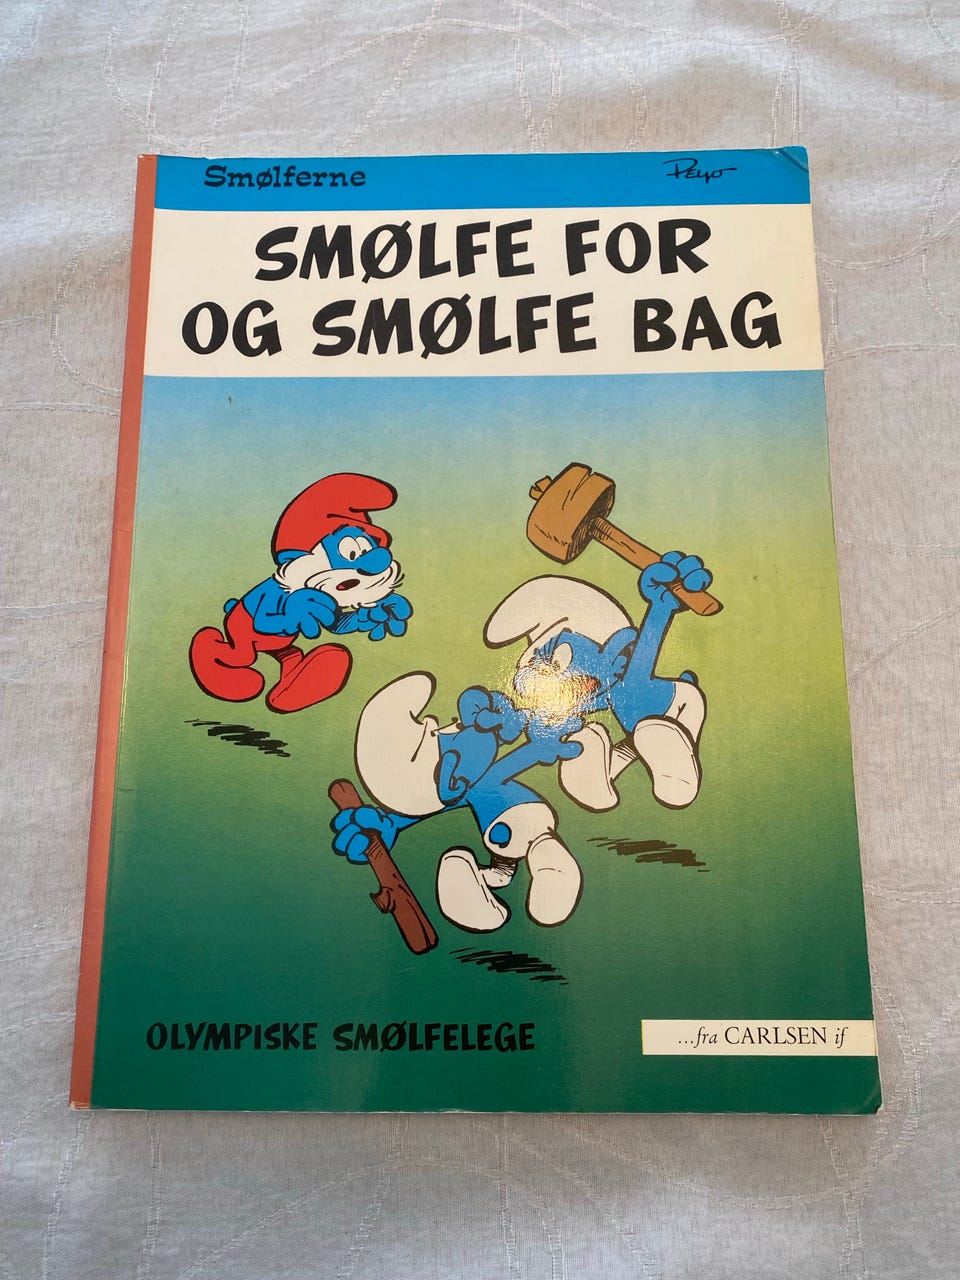 Smølferne
Peyo
SMØLFE FOR
OG SMØLFE BAG
OLYMPISKE SMØLFELEGE
...fra CARLSEN if